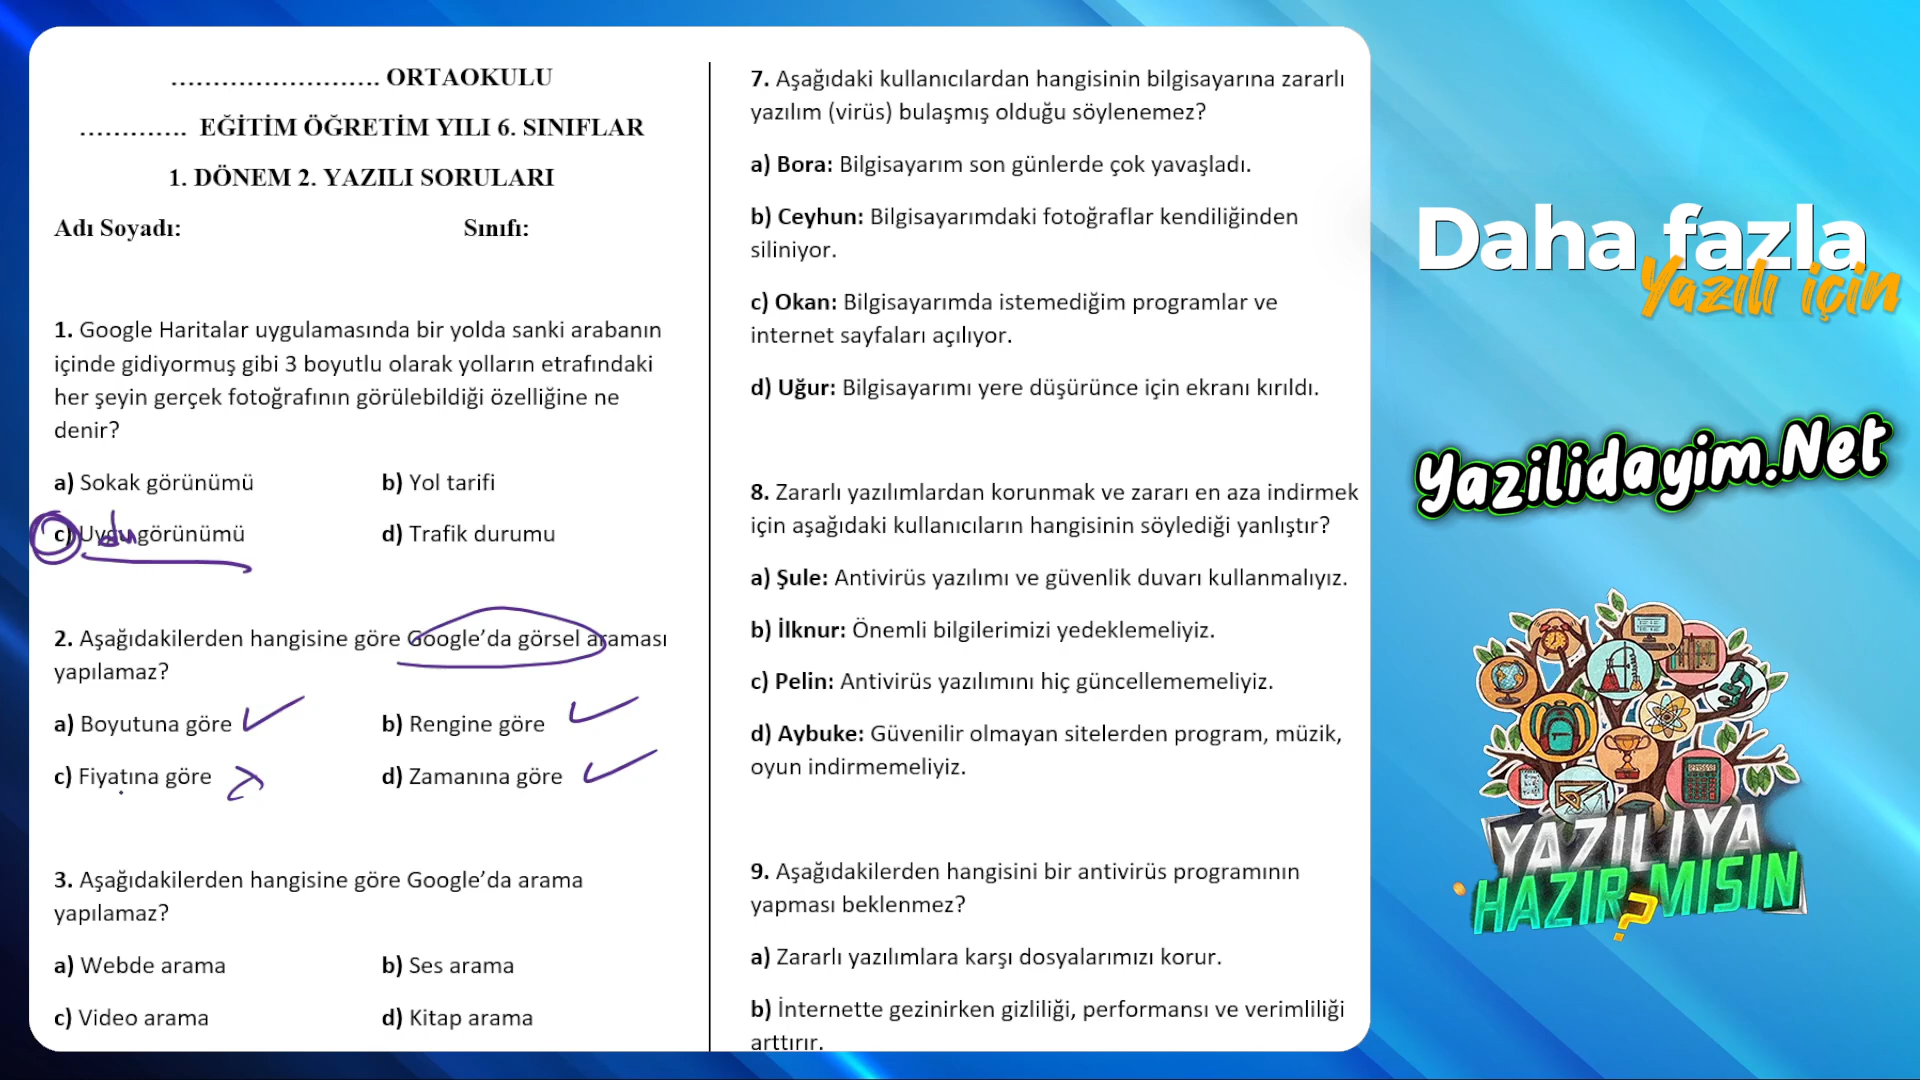 ......................... ORTAOKULU
............. EĞİTİM ÖĞRETİM YILI 6. SINIFLAR
1. DÖNEM 2. YAZILI SORULARI
Adı Soyadı: Sınıfı:
1. Google Haritalar uygulamasında bir yolda sanki arabanın
içinde gidiyormuş gibi 3 boyutlu olarak yolların etrafındaki
her şeyin gerçek fotoğrafının görülebildiği özelliğine ne
denir?
a) Sokak görünümü b) Yol tarifi
c) Uydu görünümü d) Trafik durumu
2. Aşağıdakilerden hangisine göre Google’da görsel araması
yapılamaz?
a) Boyutuna göre b) Rengine göre
c) Fiyatına göre d) Zamanına göre
3. Aşağıdakilerden hangisine göre Google’da arama
yapılamaz?
a) Webde arama b) Ses arama
c) Video arama d) Kitap arama
7. Aşağıdaki kullanıcılardan hangisinin bilgisayarına zararlı
yazılım (virüs) bulaşmış olduğu söylenemez?
a) Bora: Bilgisayarım son günlerde çok yavaşladı.
b) Ceyhun: Bilgisayarımdaki fotoğraflar kendiliğinden
siliniyor.
c) Okan: Bilgisayarımda istemediğim programlar ve
internet sayfaları açılıyor.
d) Uğur: Bilgisayarımı yere düşürünce için ekranı kırıldı.
8. Zararlı yazılımlardan korunmak ve zararı en aza indirmek
için aşağıdaki kullanıcıların hangisinin söylediği yanlıştır?
a) Şule: Antivirüs yazılımı ve güvenlik duvarı kullanmalıyız.
b) İlknur: Önemli bilgilerimizi yedeklemeliyiz.
c) Pelin: Antivirüs yazılımını hiç güncellememeliyiz.
d) Aybuke: Güvenilir olmayan sitelerden program, müzik,
oyun indirmemeliyiz.
9. Aşağıdakilerden hangisini bir antivirüs programının
yapması beklenmez?
a) Zararlı yazılımlara karşı dosyalarımızı korur.
b) İnternette gezinirken gizliliği, performansı ve verimliliği
arttırır.
Daha fazla
Yazılı için
Yazilidayim.Net
YAZILIYA
HAZIR MISIN
?